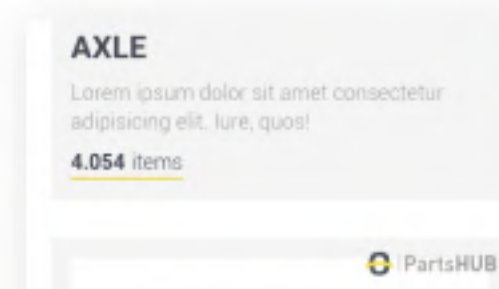 AXLE
Lorem ipsum dolor sit amet consectetur
adipisicing elit. Iure, quos!
4.054 items
PartsHUB